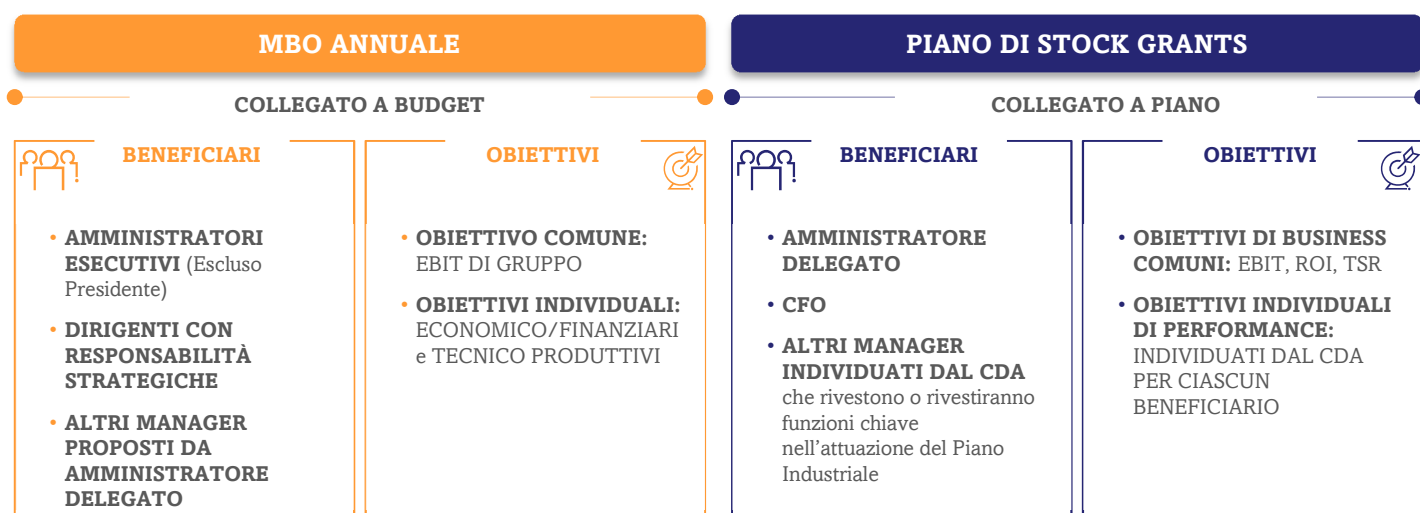 MBO ANNUALE
COLLEGATO A BUDGET
BENEFICIARI
• AMMINISTRATORI
ESECUTIVI (Escluso
Presidente)
• DIRIGENTI CON
RESPONSABILITÀ
STRATEGICHE
• ALTRI MANAGER
PROPOSTI DA
AMMINISTRATORE
DELEGATO
OBIETTIVI
• OBIETTIVO COMUNE:
EBIT DI GRUPPO
• OBIETTIVI INDIVIDUALI:
ECONOMICO/FINANZIARI
e TECNICO PRODUTTIVI
PIANO DI STOCK GRANTS
COLLEGATO A PIANO
BENEFICIARI
• AMMINISTRATORE
DELEGATO
• CFO
• ALTRI MANAGER
INDIVIDUATI DAL CDA
che rivestono o rivestiranno
funzioni chiave
nell’attuazione del Piano
Industriale
OBIETTIVI
• OBIETTIVI DI BUSINESS
COMUNI: EBIT, ROI, TSR
• OBIETTIVI INDIVIDUALI
DI PERFORMANCE:
INDIVIDUATI DAL CDA
PER CIASCUN
BENEFICIARIO